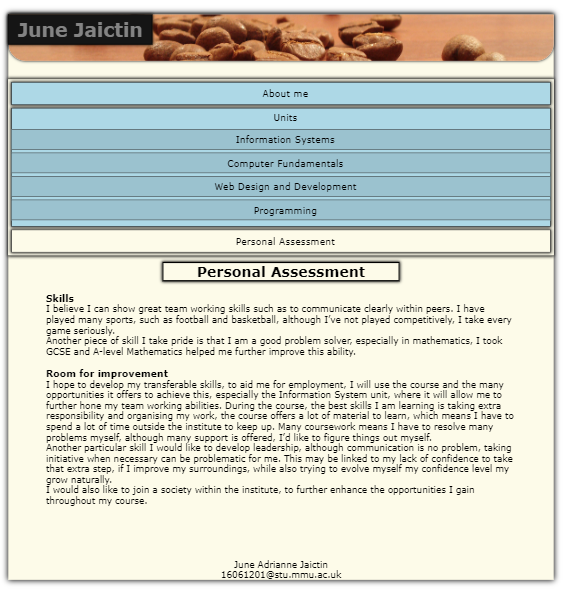 June Jaictin
About me
Units
Information Systems
Computer Fundamentals
Web Design and Development
Programming
Personal Assessment
Personal Assessment
Skills
I believe I can show great team working skills such as to communicate clearly within peers. I have
played many sports, such as football and basketball, although I've not played competitively, I take every
game seriously.
Another piece of skill I take pride is that I am a good problem solver, especially in mathematics, I took
GCSE and A-level Mathematics helped me further improve this ability.
Room for improvement
I hope to develop my transferable skills, to aid me for employment, I will use the course and the many
opportunities it offers to achieve this, especially the Information System unit, where it will allow me to
further hone my team working abilities. During the course, the best skills I am learning is taking extra
responsibility and organising my work, the course offers a lot of material to learn, which means I have to
spend a lot of time outside the institute to keep up. Many coursework means I have to resolve many
problems myself, although many support is offered, I'd like to figure things out myself.
Another particular skill I would like to develop leadership, although communication is no problem, taking
initiative when necessary can be problematic for me. This may be linked to my lack of confidence to take
that extra step, if I improve my surroundings, while also trying to evolve myself my confidence level my
grow naturally.
I would also like to join a society within the institute, to further enhance the opportunities I gain
throughout my course.
June Adrianne Jaictin
16061201@stu.mmu.ac.uk